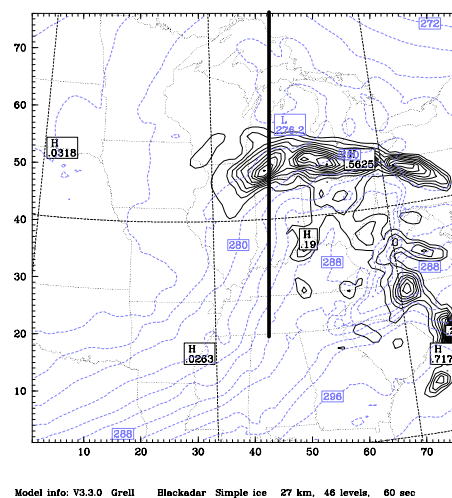 70
272
60
L
276.2
H
.0318
50
.5625
40
H
.19
280
288
288
30
20
H
.0263
H
.717
10
296
288
10 20 30 40 50 60 70
Model info: V3.3.0 Grell Blackadar Simple ice 27 km, 46 levels, 60 sec